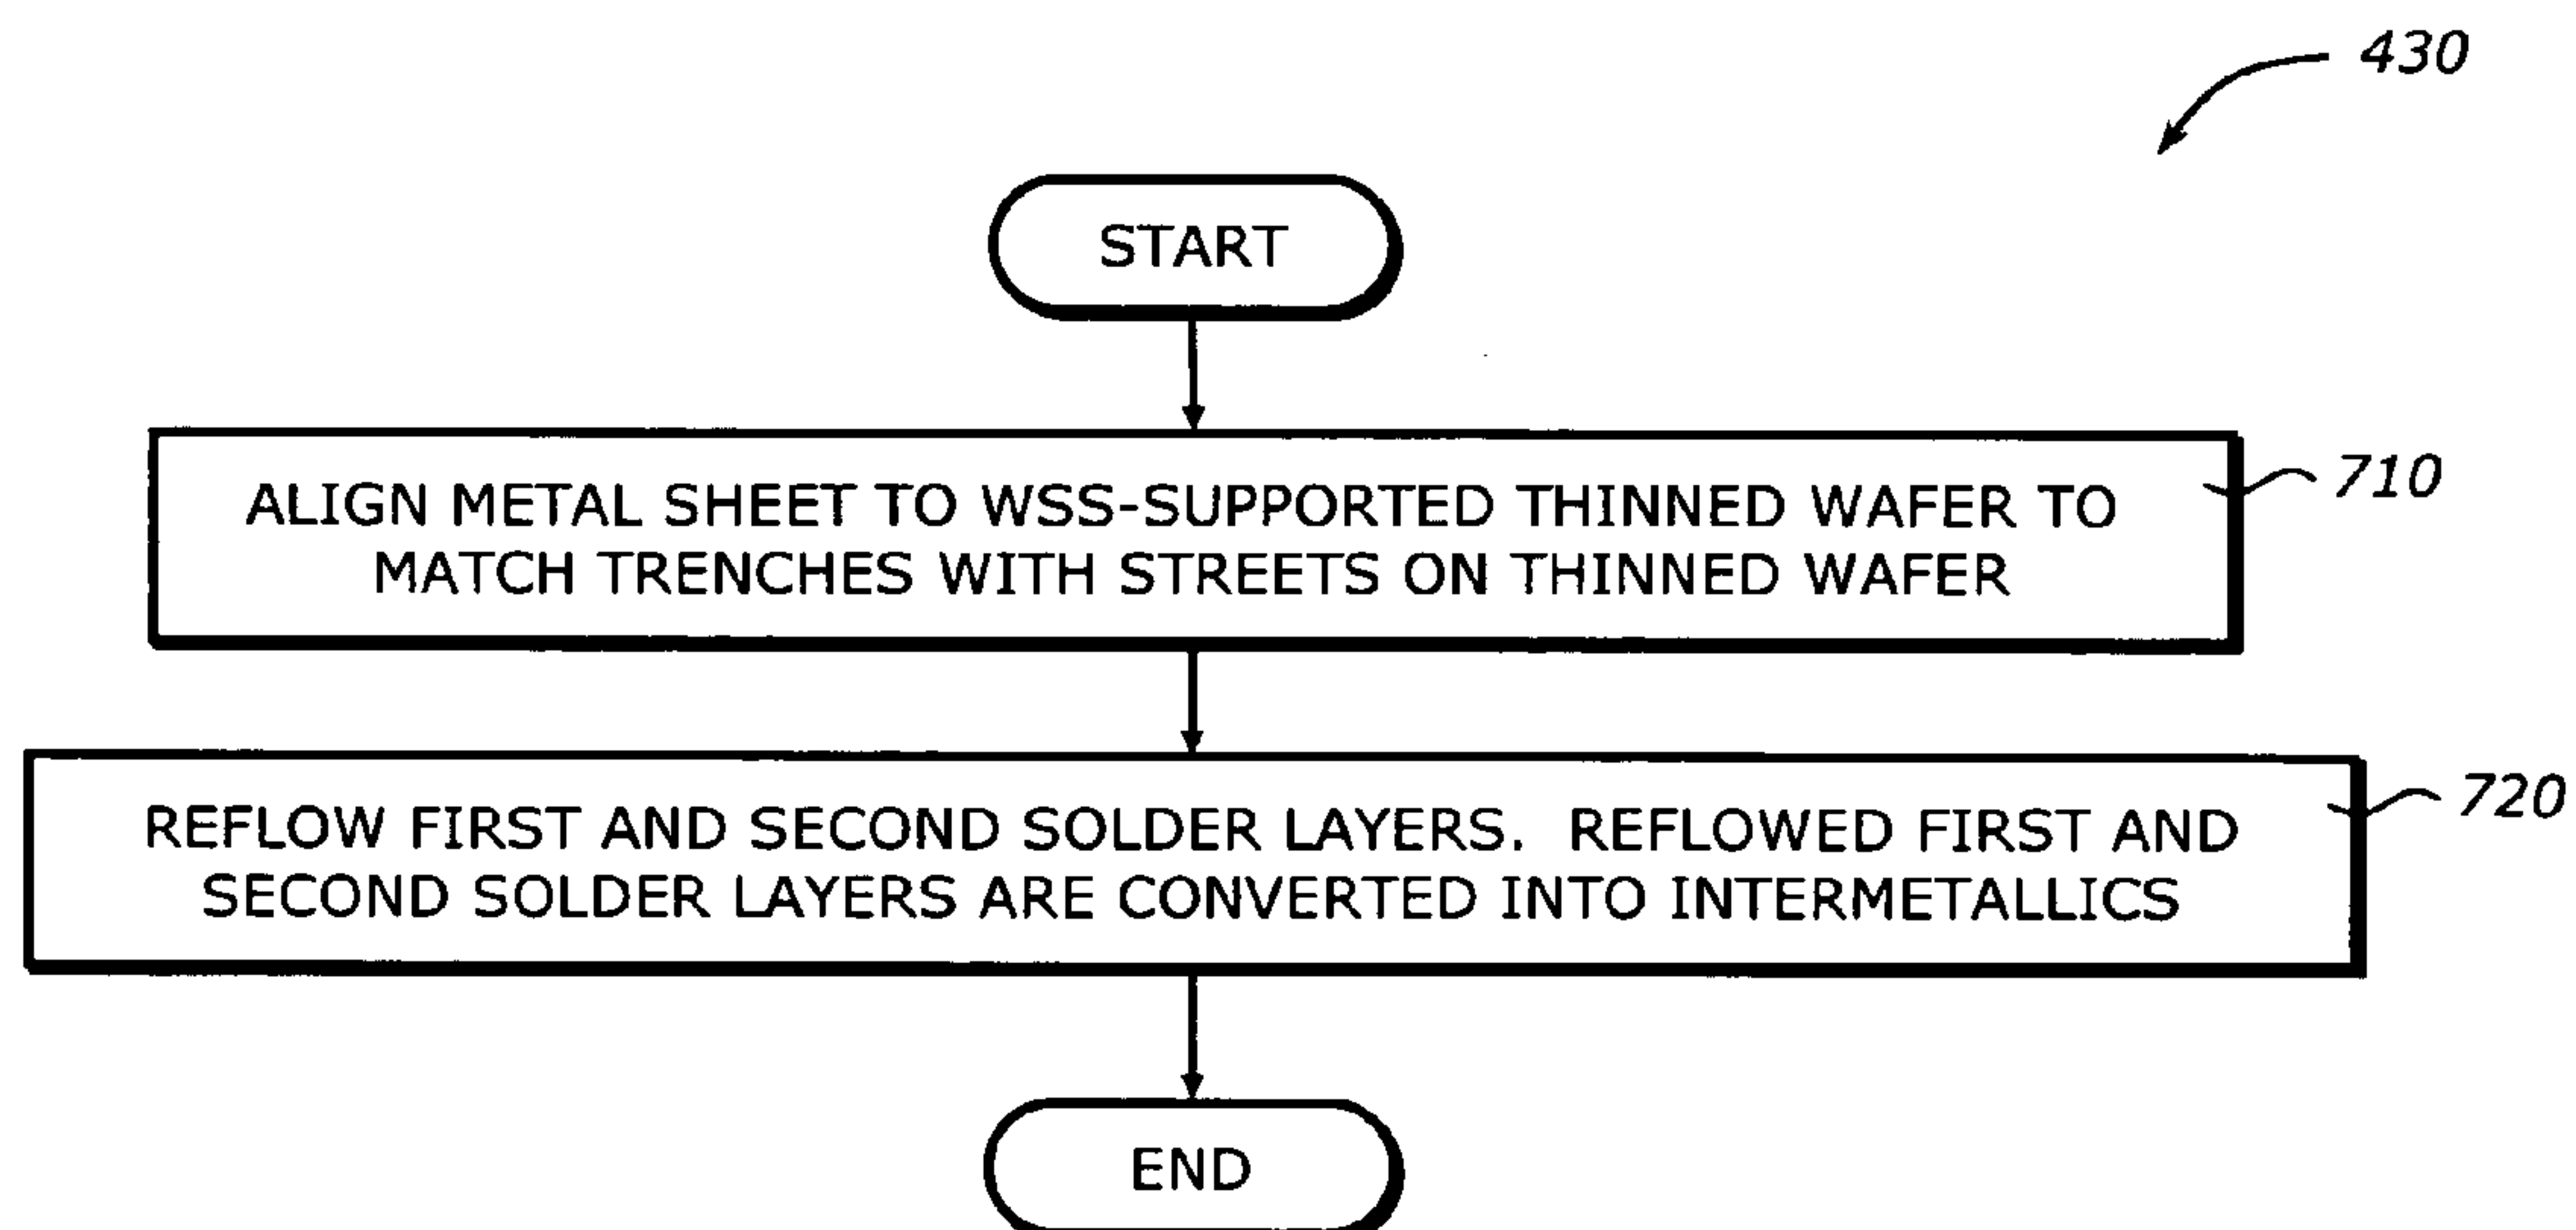 430
START
ALIGN METAL SHEET TO WSS-SUPPORTED THINNED WAFER TO
MATCH TRENCHES WITH STREETS ON THINNED WAFER
710
REFLOW FIRST AND SECOND SOLDER LAYERS. REFLOWED FIRST AND
SECOND SOLDER LAYERS ARE CONVERTED INTO INTERMETALLICS
720
END